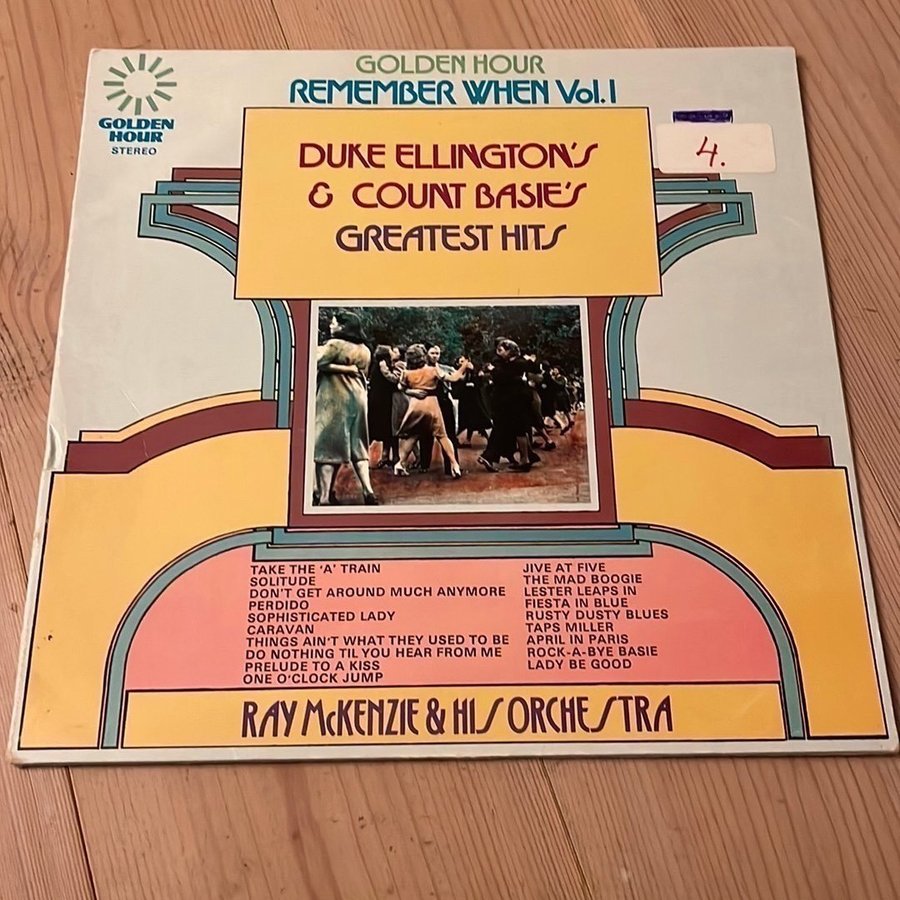 GOLDEN HOUR
REMEMBER WHEN Vol. 1
GOLDEN
HOUR
STEREO
DUKE ELLINGTON'S
& COUNT BASIE'S
GREATEST HITS
4.
TAKE THE 'A' TRAIN
SOLITUDE
DON'T GET AROUND MUCH ANYMORE
PERDIDO
SOPHISTICATED LADY
CARAVAN
THINGS AIN'T WHAT THEY USED TO BE
DO NOTHING TIL YOU HEAR FROM ME
PRELUDE TO A KISS
ONE O'CLOCK JUMP
JIVE AT FIVE
THE MAD BOOGIE
LESTER LEAPS IN
FIESTA IN BLUE
RUSTY DUSTY BLUES
TAPS MILLER
APRIL IN PARIS
ROCK-A-BYE BASIE
LADY BE GOOD
RAY McKENZIE & HIS ORCHESTRA